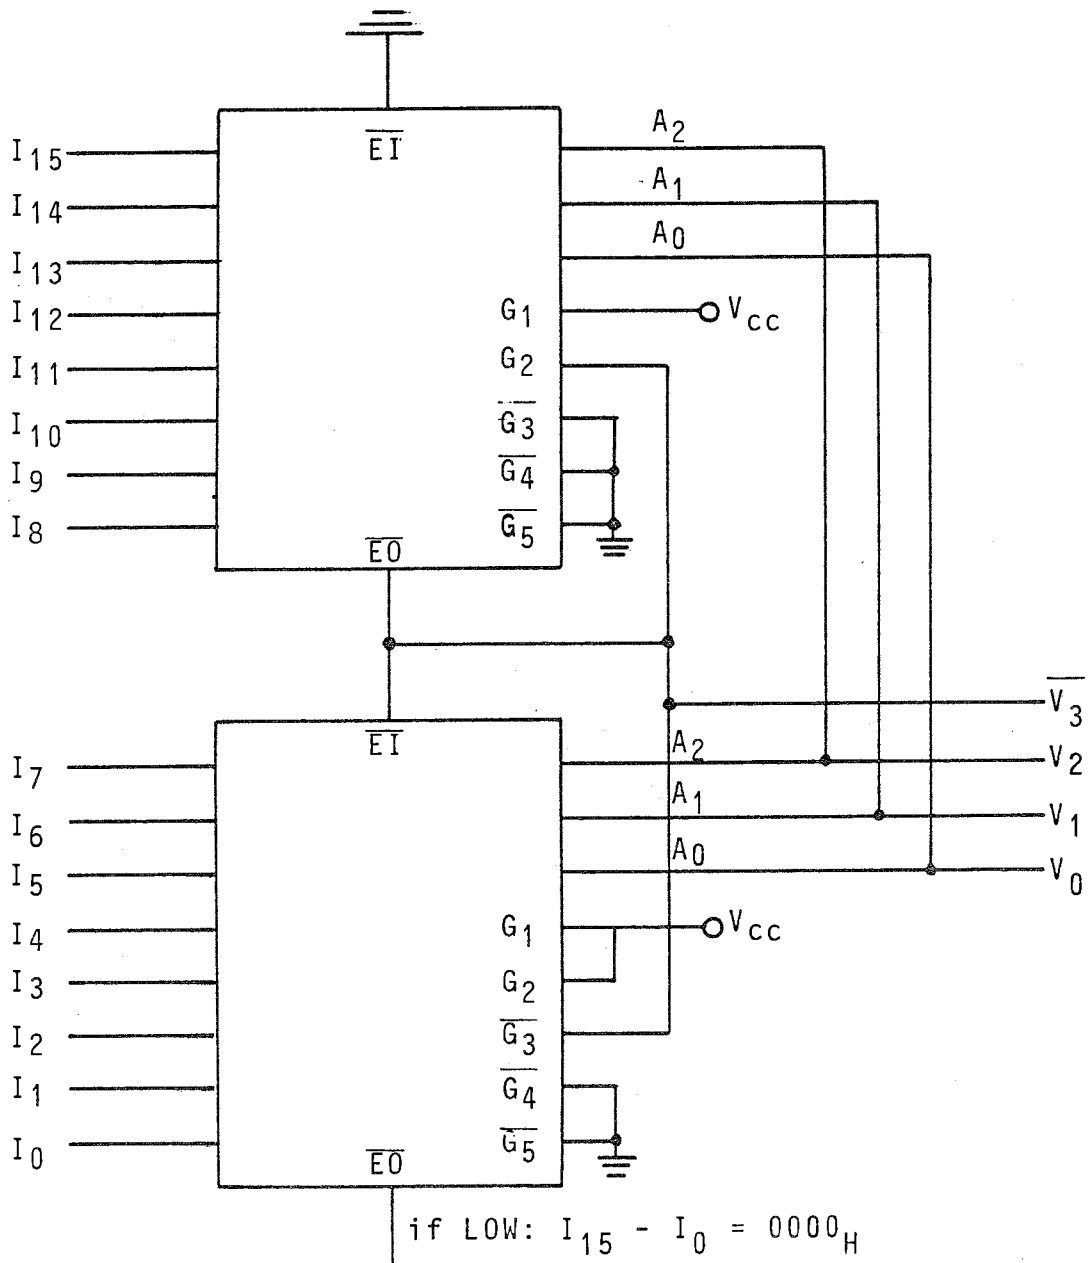 A2
EI
I15
A1
I14
A0
I13
G1 Vcc
I12
G2
I11
G3
I10
G4
I9
G5
I8
EO
V3
EI
A2
V2
I7
A1
V1
I6
A0
V0
I5
G1 Vcc
I4
G2
I3
G3
I2
G4
I1
G5
I0
EO
if LOW: I15 - I0 = 0000H